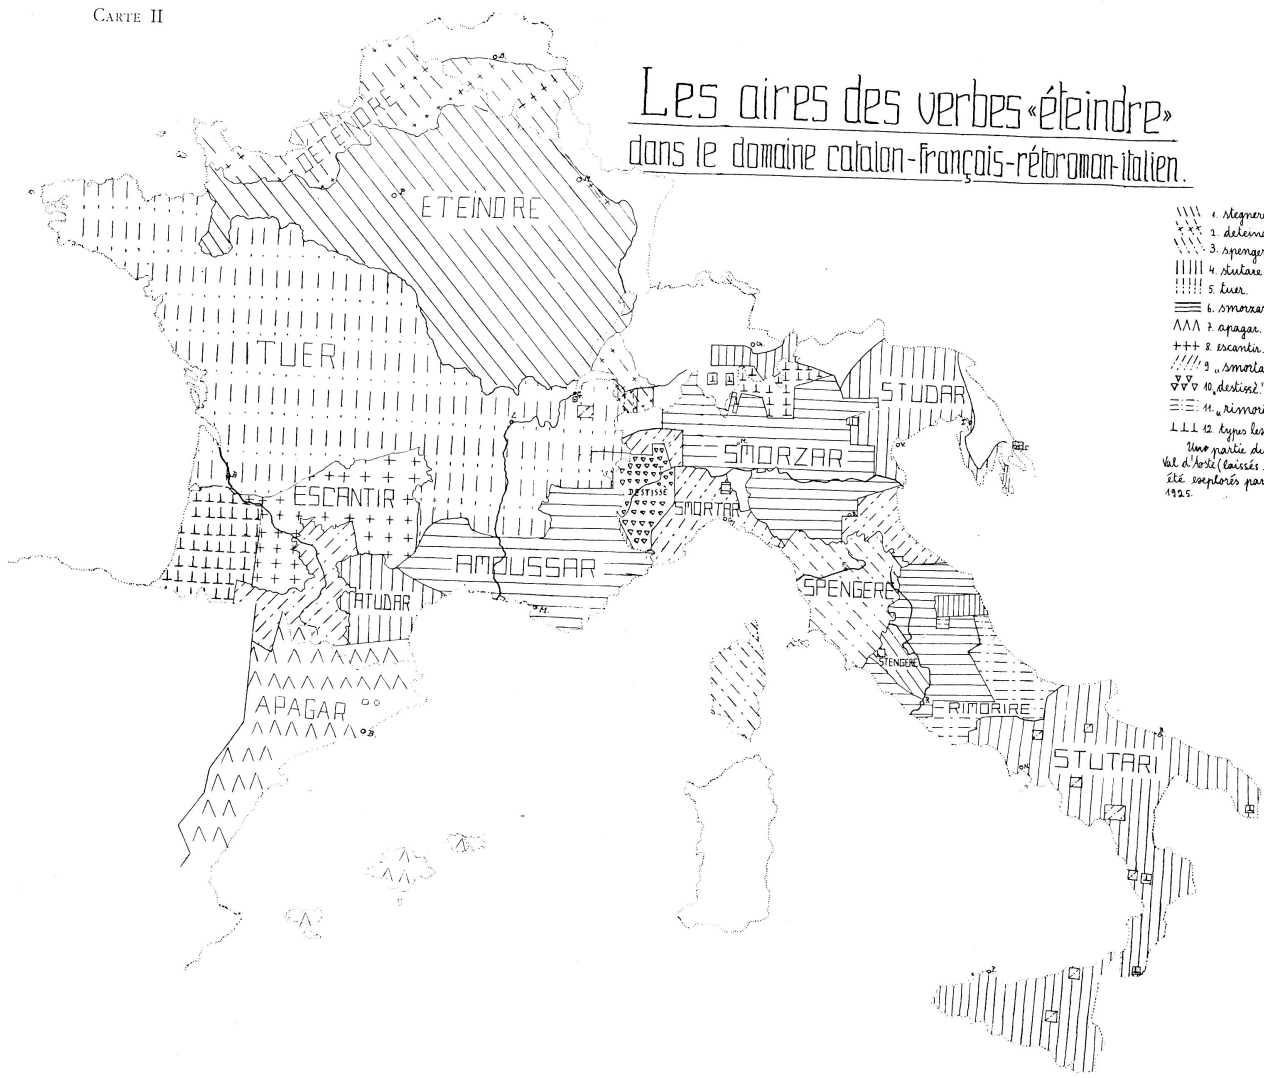 CARTE II
Les aires des verbes «éteindre»
dans le domaine catalan-français-rétoroman-italien.
1. stegnere
2. deteind
3. spenger
4. stutare
5. tuer.
6. smorzar
7. apagar.
8. escantir.
9 „ smorta
10 „ destissé."
11. „ rimori
12. types les
Une partie du
Val d'Aoste (laissés
été explorés par
1925.
DETEINDRE
ETEINDRE
TUER
ESCANTIR
AMOUSSAR
ATUDAR
APAGAR
DESTISSE
SMORTAR
SMORZAR
STUDAR
SPENGERE
STENGERE
RIMORIRE
STUTARI